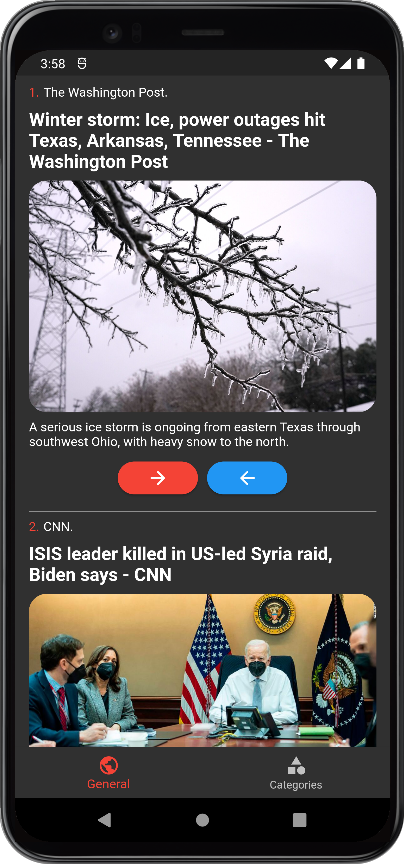 3:58
1. The Washington Post.
Winter storm: Ice, power outages hit
Texas, Arkansas, Tennessee - The
Washington Post
A serious ice storm is ongoing from eastern Texas through
southwest Ohio, with heavy snow to the north.
2. CNN.
ISIS leader killed in US-led Syria raid,
Biden says - CNN
General
Categories